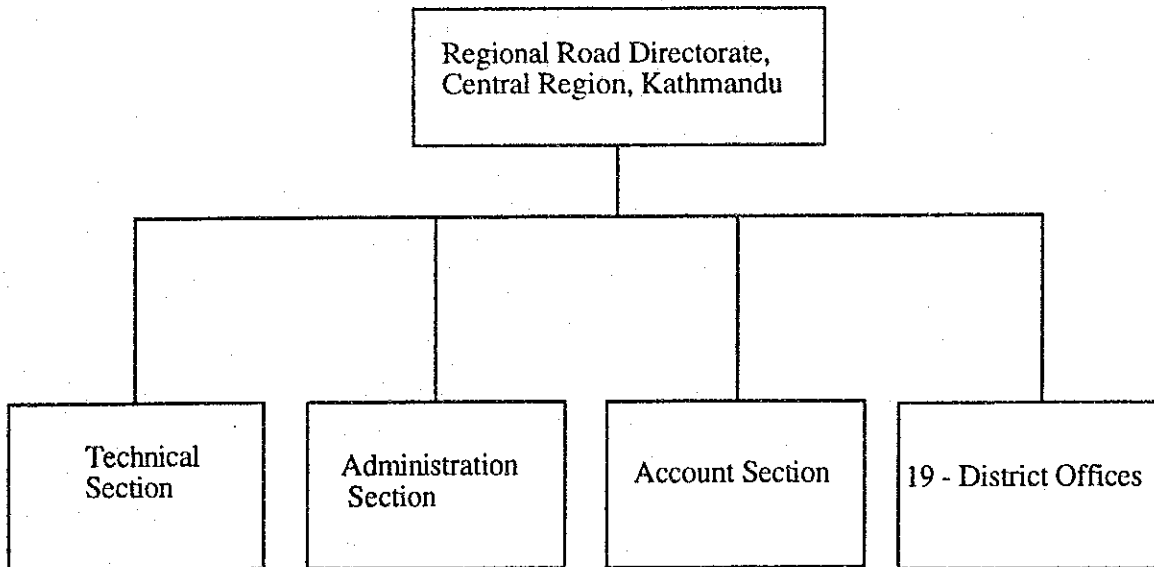 Regional Road Directorate,
Central Region, Kathmandu
Technical
Section
Administration
Section
Account Section
19 - District Offices